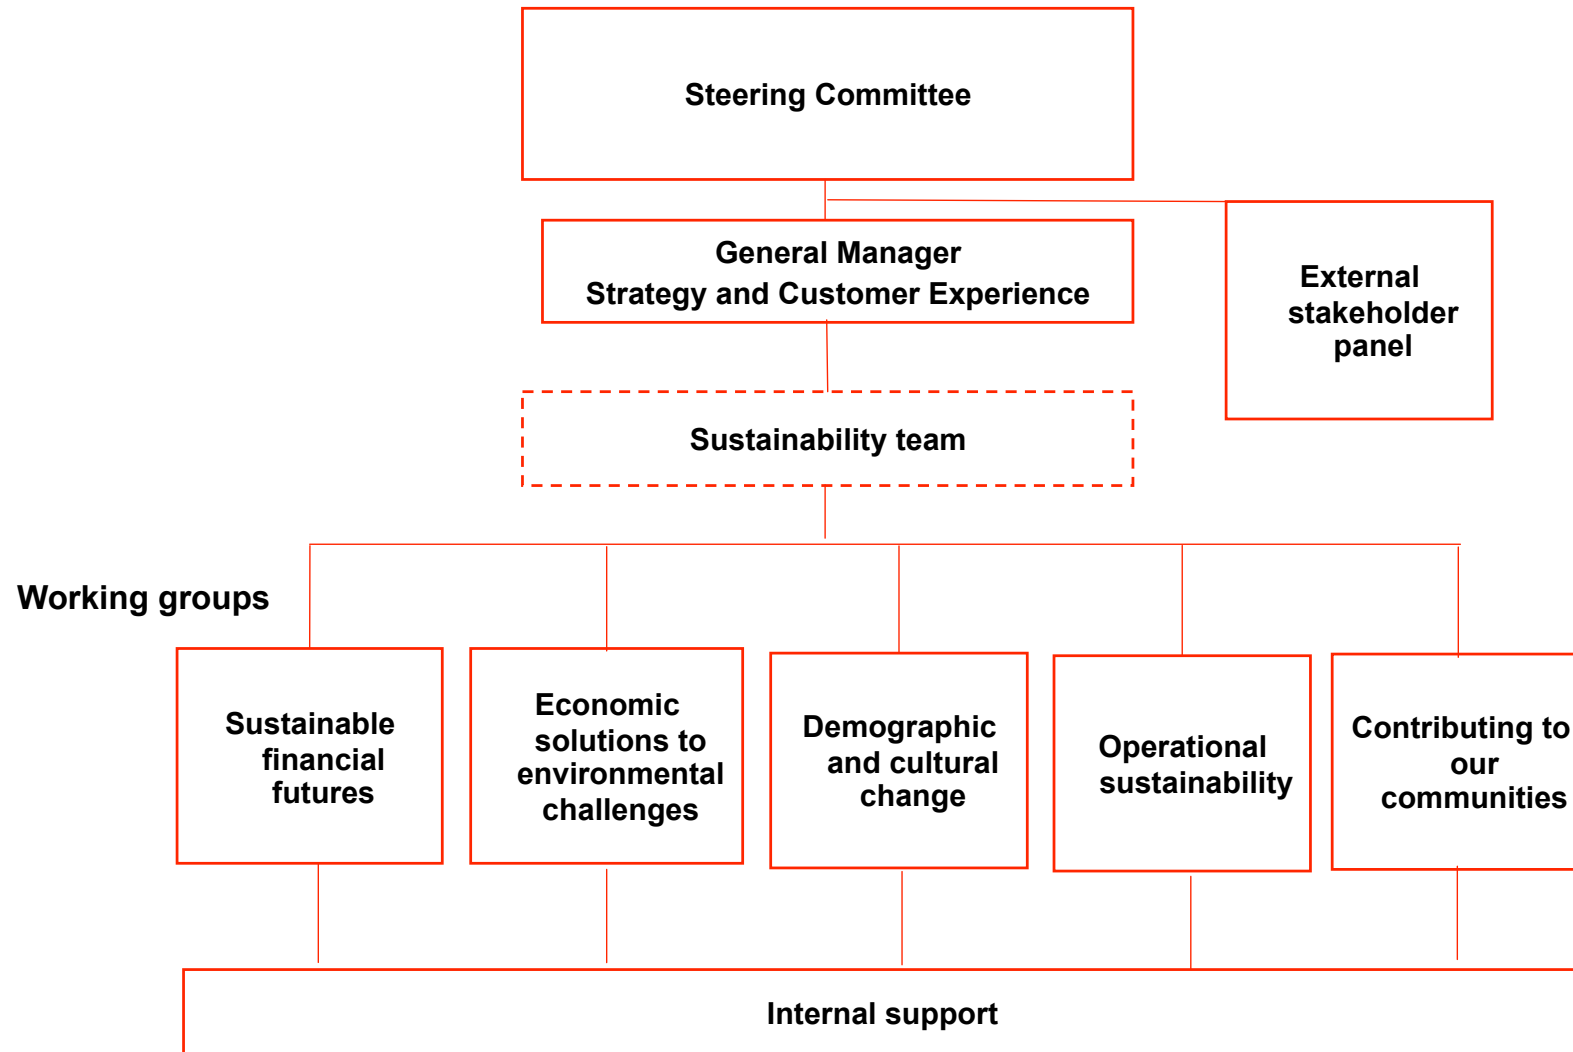 Steering Committee
General Manager
Strategy and Customer Experience
External
stakeholder
panel
Sustainability team
Working groups
Sustainable
financial
futures
Economic
solutions to
environmental
challenges
Demographic
and cultural
change
Operational
sustainability
Contributing to
our
communities
Internal support